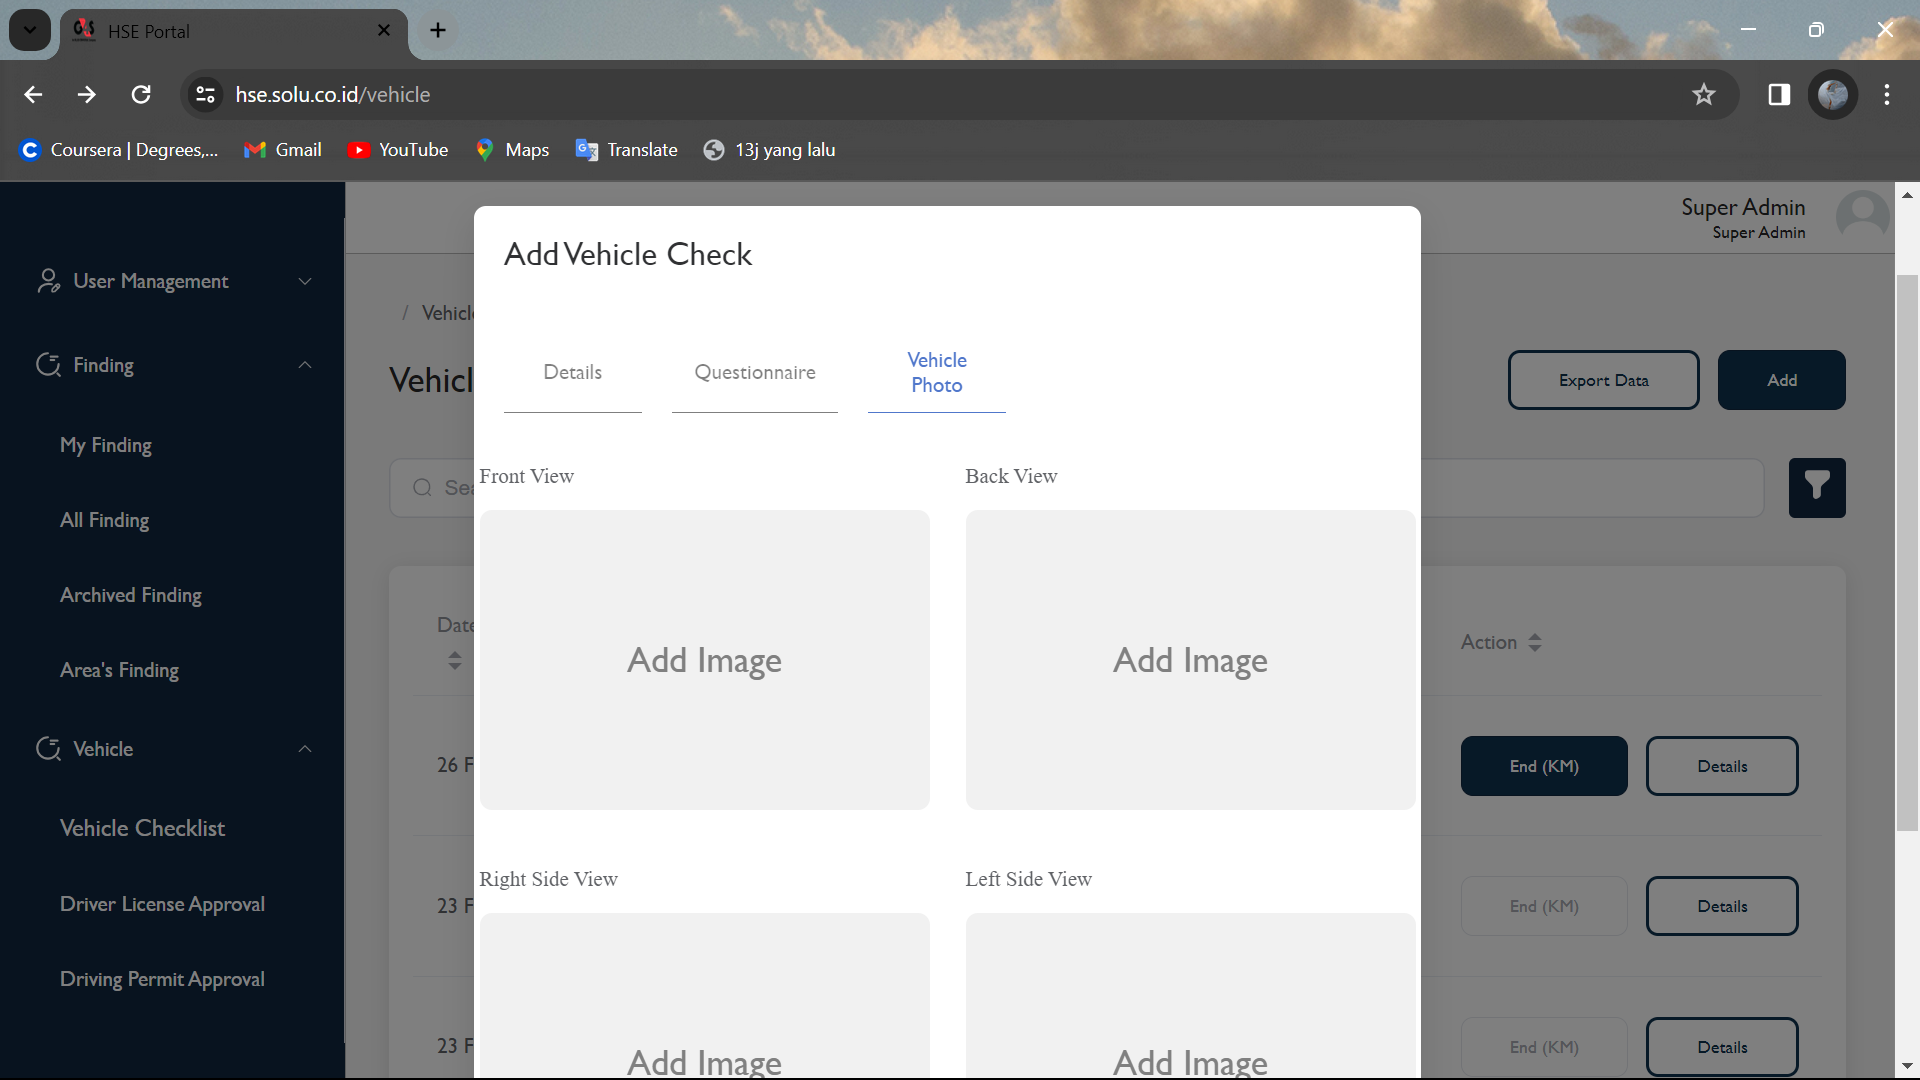 G4S HSE Portal
hse.solu.co.id/vehicle
Coursera | Degrees,... Gmail YouTube Maps Translate 13j yang lalu
Super Admin
Super Admin
User Management
Finding
My Finding
All Finding
Archived Finding
Area's Finding
Vehicle
Vehicle Checklist
Driver License Approval
Driving Permit Approval
/ Vehicl
Vehicl
Export Data Add
Sea
Date Action
26 F End (KM) Details
23 F End (KM) Details
23 F End (KM) Details
Add Vehicle Check
Details Questionnaire Vehicle
Photo
Front View Back View
Add Image Add Image
Right Side View Left Side View
Add Image Add Image